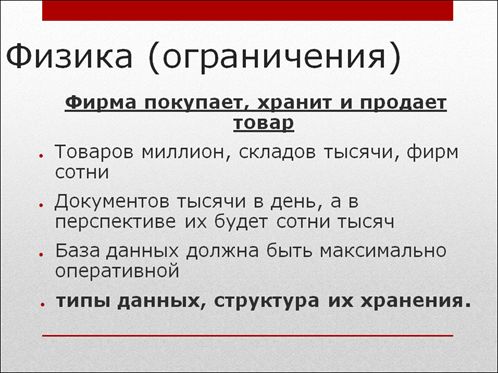 Физика (ограничения)
Фирма покупает, хранит и продает
товар
Товаров миллион, складов тысячи, фирм
сотни
Документов тысячи в день, а в
перспективе их будет сотни тысяч
База данных должна быть максимально
оперативной
типы данных, структура их хранения.